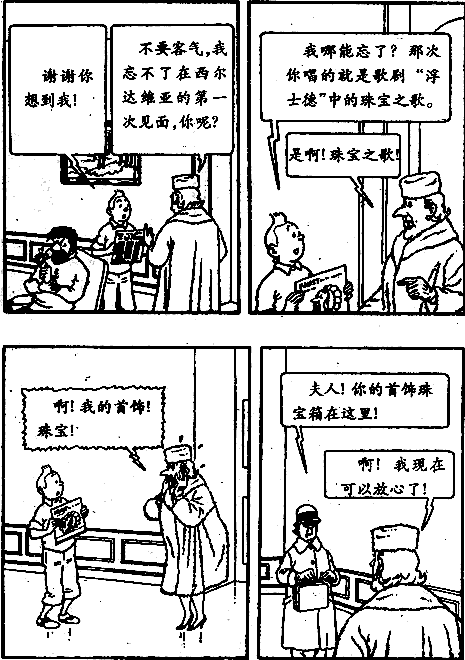 谢谢你
想到我!
不要客气,我
忘不了在西尔
达维亚的第一
次见面,你呢?
我哪能忘了? 那次
你唱的就是歌剧“浮
士德”中的珠宝之歌。
是啊!珠宝之歌!
啊!我的首饰!
珠宝!
夫人!你的首饰珠
宝箱在这里!
啊! 我现在
可以放心了!